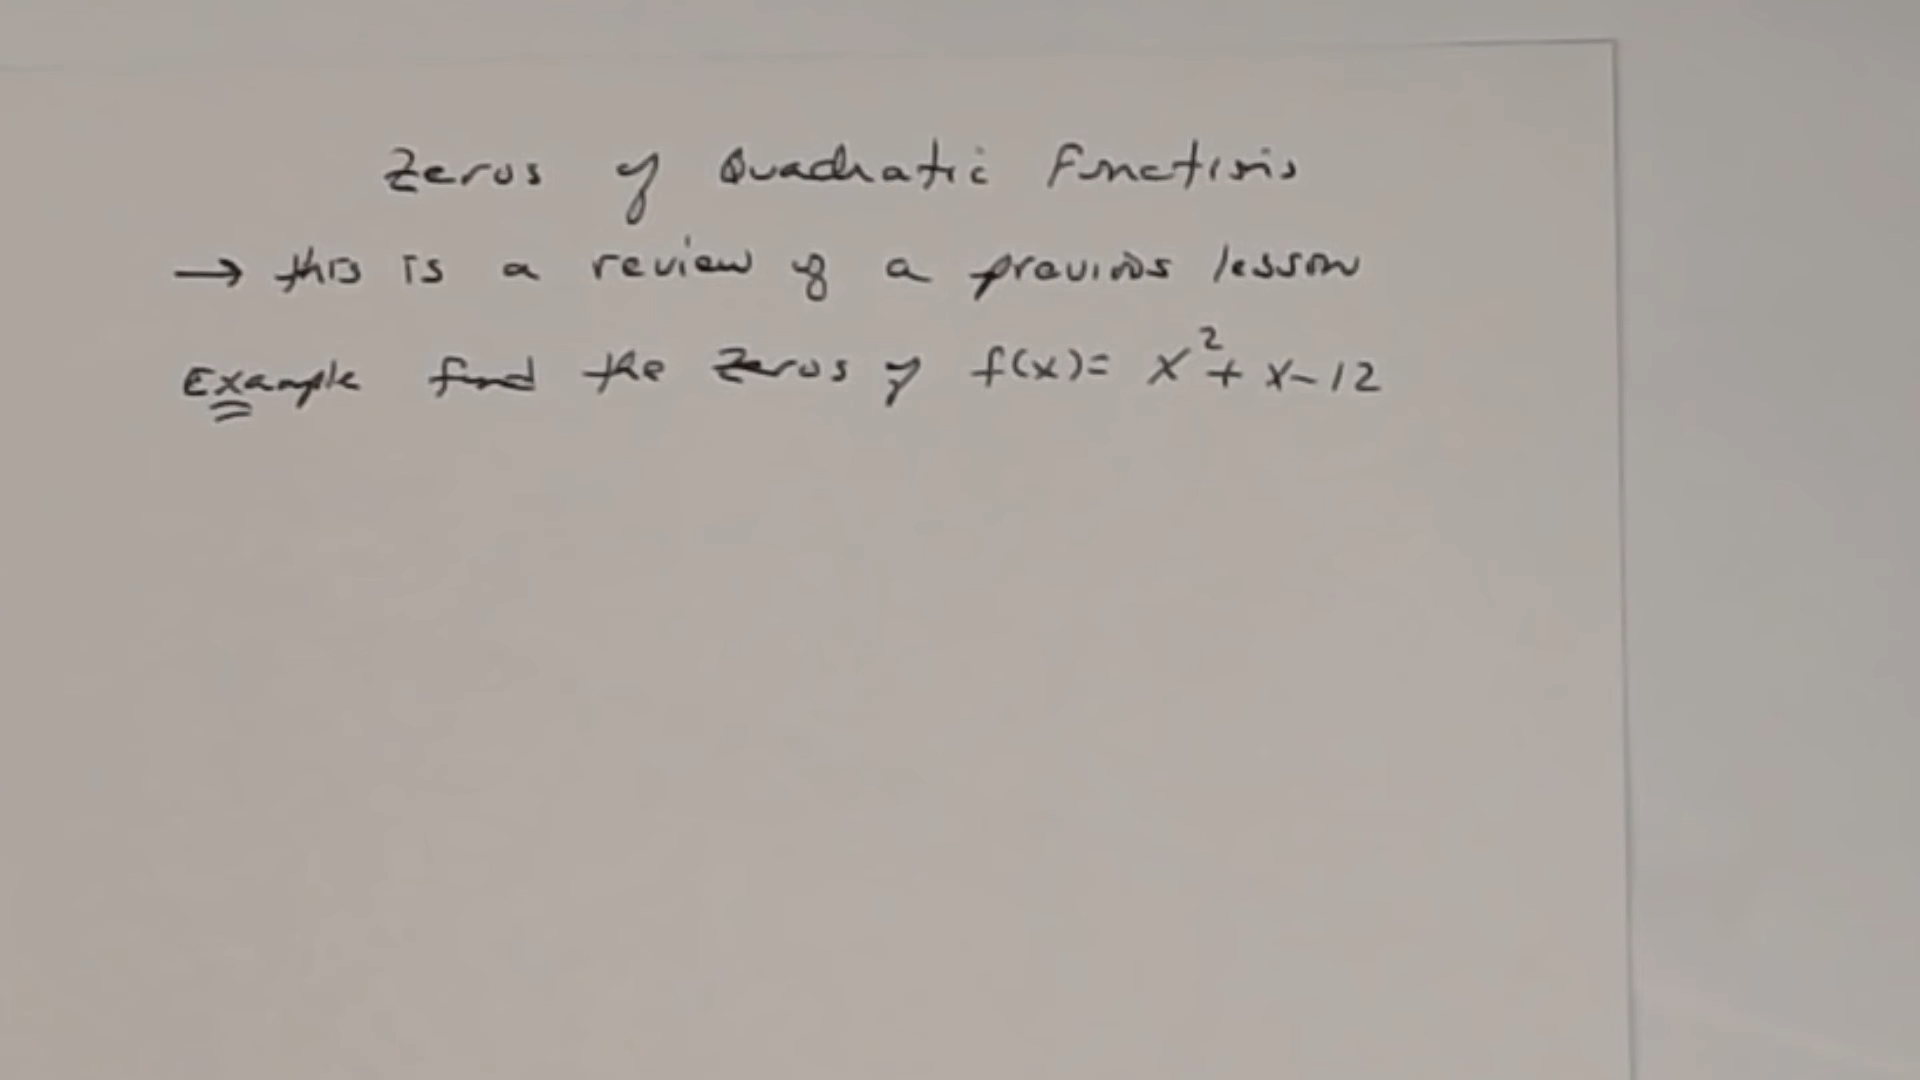 Zeros of Quadratic Functions
→ this is a review of a previous lesson
Example find the zeros of f(x)= x²+ x-12